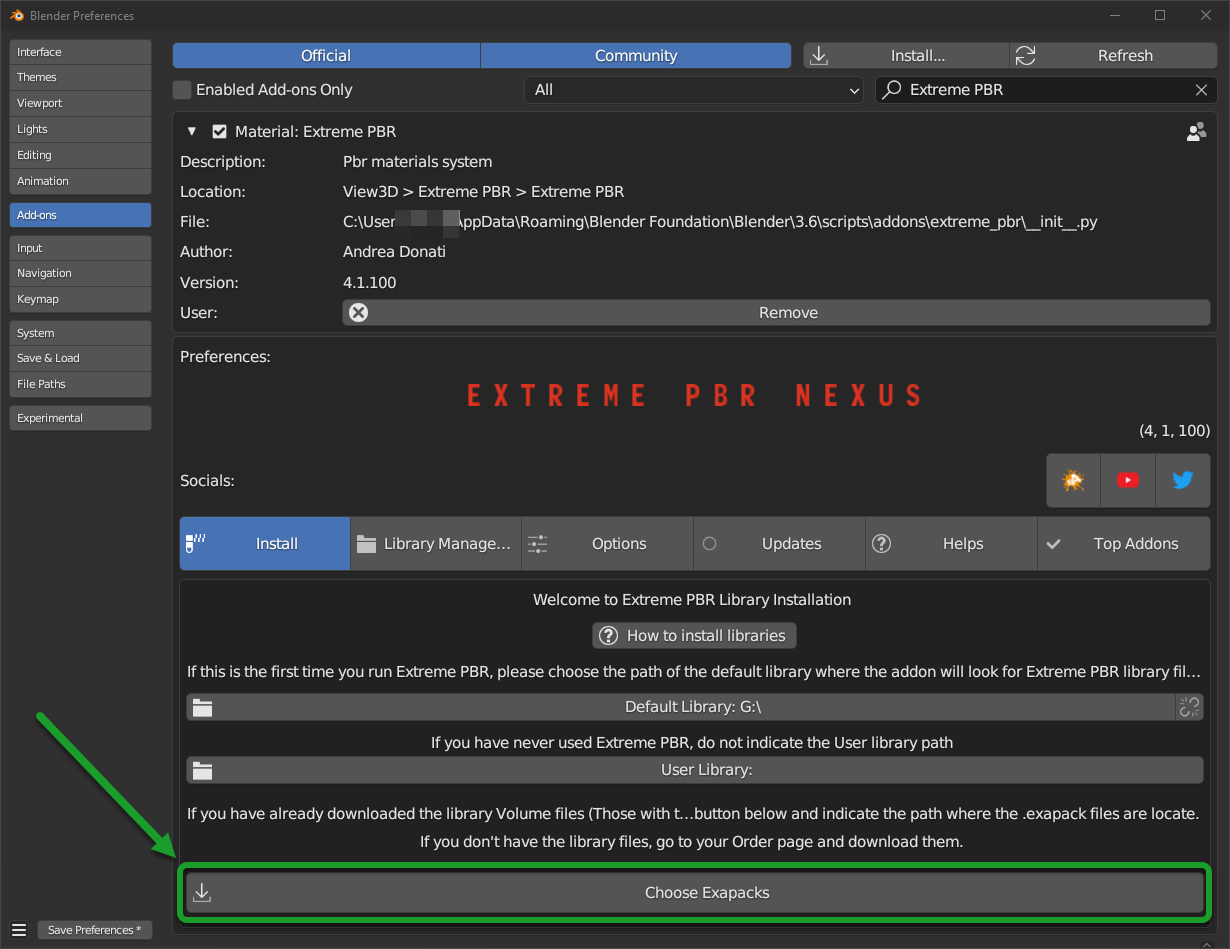 Blender Preferences
Interface
Themes
Viewport
Lights
Editing
Animation
Add-ons
Input
Navigation
Keymap
System
Save & Load
File Paths
Experimental
Save Preferences *
Official Community Install... Refresh
Enabled Add-ons Only All Extreme PBR
Material: Extreme PBR
Description: Pbr materials system
Location: View3D > Extreme PBR > Extreme PBR
File: C:\User ppData\Roaming\Blender Foundation\Blender\3.6\scripts\addons\extreme_pbr\__init__.py
Author: Andrea Donati
Version: 4.1.100
User: Remove
Preferences:
EXTREME PBR NEXUS
(4, 1, 100)
Socials:
Install Library Manage... Options Updates Helps Top Addons
Welcome to Extreme PBR Library Installation
How to install libraries
If this is the first time you run Extreme PBR, please choose the path of the default library where the addon will look for Extreme PBR library fil...
Default Library: G:\
If you have never used Extreme PBR, do not indicate the User library path
User Library:
If you have already downloaded the library Volume files (Those with t...button below and indicate the path where the .exapack files are locate.
If you don't have the library files, go to your Order page and download them.
Choose Exapacks